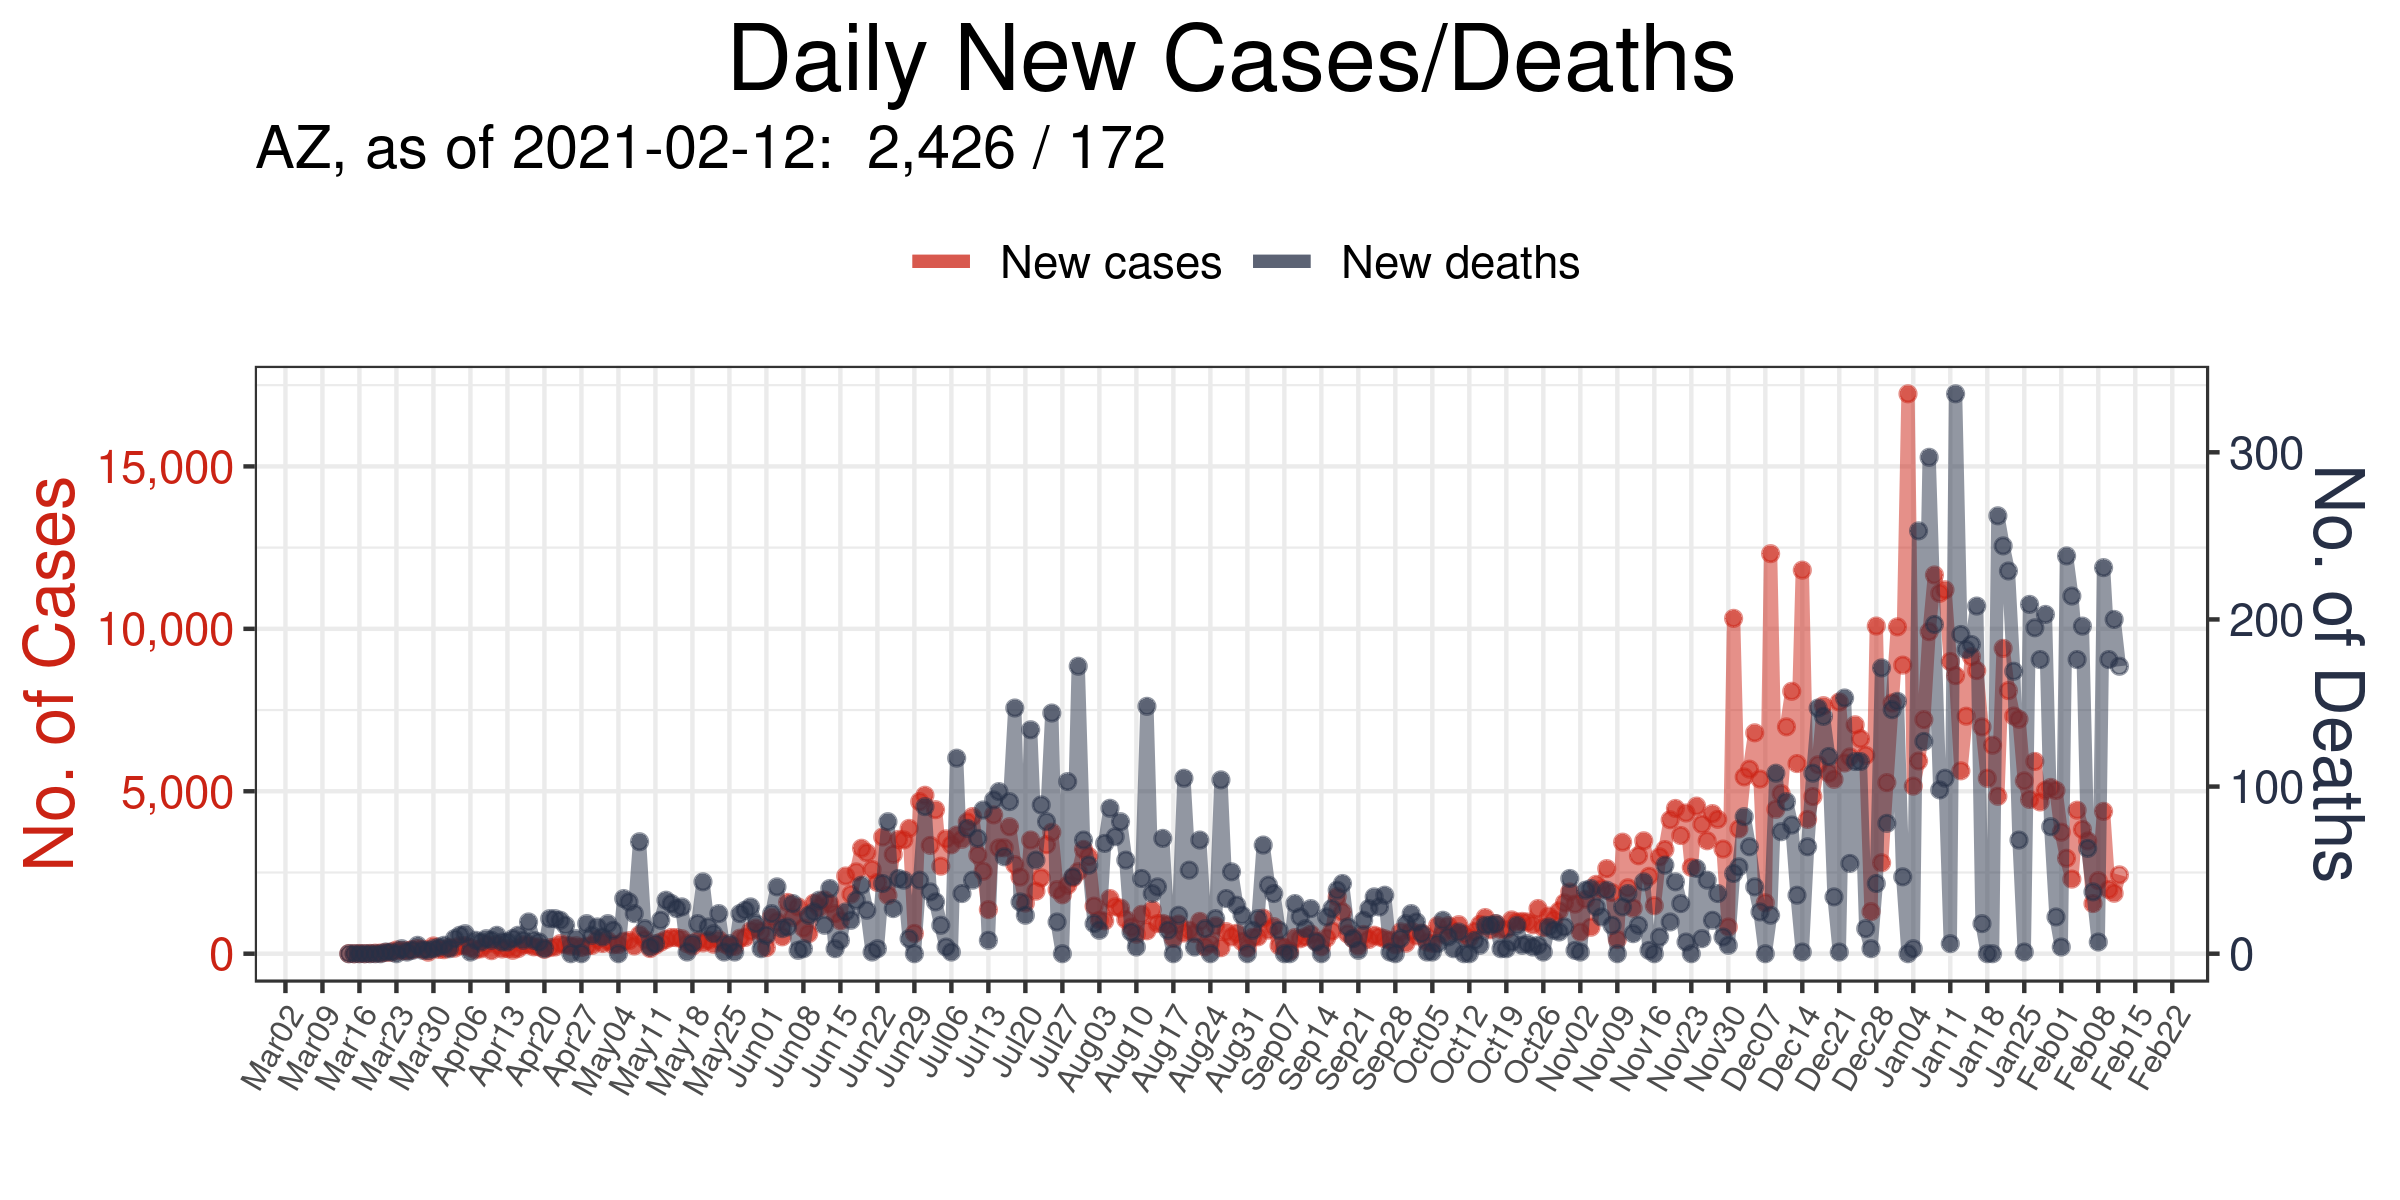 Daily New Cases/Deaths
AZ, as of 2021-02-12:  2,426 / 172
New cases
New deaths
No. of Cases
15,000
10,000
5,000
0
300
200
100
0
No. of Deaths
Mar02
Mar09
Mar16
Mar23
Mar30
Apr06
Apr13
Apr20
Apr27
May04
May11
May18
May25
Jun01
Jun08
Jun15
Jun22
Jun29
Jul06
Jul13
Jul20
Jul27
Aug03
Aug10
Aug17
Aug24
Aug31
Sep07
Sep14
Sep21
Sep28
Oct05
Oct12
Oct19
Oct26
Nov02
Nov09
Nov16
Nov23
Nov30
Dec07
Dec14
Dec21
Dec28
Jan04
Jan11
Jan18
Jan25
Feb01
Feb08
Feb15
Feb22